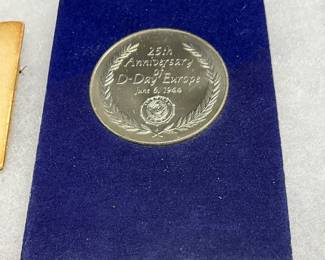 25th
Anniversary
of
D-Day Europe
June 6, 1944